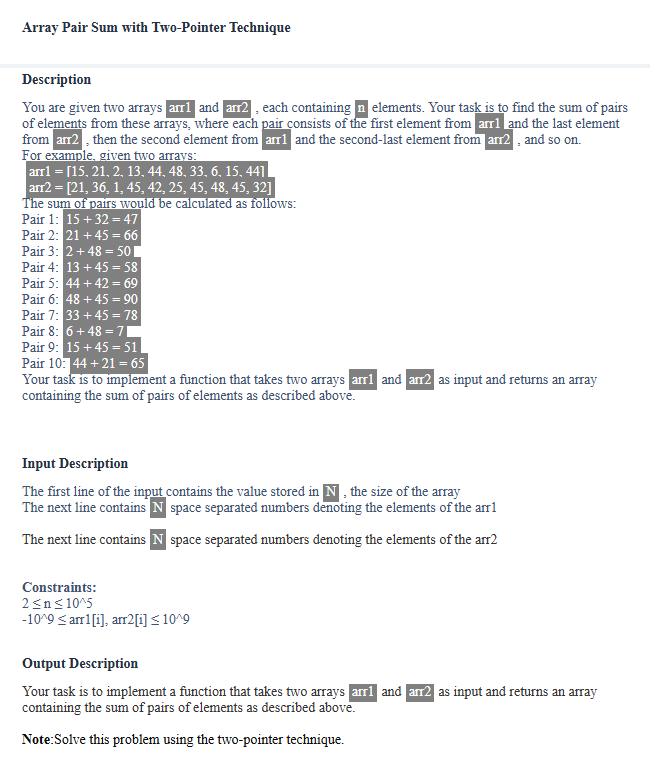 Array Pair Sum with Two-Pointer Technique
Description
You are given two arrays arr1 and arr2 , each containing n elements. Your task is to find the sum of pairs
of elements from these arrays, where each pair consists of the first element from arr1 and the last element
from arr2 , then the second element from arr1 and the second-last element from arr2 , and so on.
For example, given two arrays:
arr1 = [15, 21, 2, 13, 44, 48, 33, 6, 15, 44]
arr2 = [21, 36, 1, 45, 42, 25, 45, 48, 45, 32]
The sum of pairs would be calculated as follows:
Pair 1: 15 + 32 = 47
Pair 2: 21 + 45 = 66
Pair 3: 2 + 48 = 50
Pair 4: 13 + 45 = 58
Pair 5: 44 + 42 = 69
Pair 6: 48 + 45 = 90
Pair 7: 33 + 45 = 78
Pair 8: 6 + 48 = 7
Pair 9: 15 + 45 = 51
Pair 10: 44 + 21 = 65
Your task is to implement a function that takes two arrays arr1 and arr2 as input and returns an array
containing the sum of pairs of elements as described above.
Input Description
The first line of the input contains the value stored in N , the size of the array
The next line contains N space separated numbers denoting the elements of the arr1
The next line contains N space separated numbers denoting the elements of the arr2
Constraints:
2 ≤ n ≤ 10^5
-10^9 ≤ arr1[i], arr2[i] ≤ 10^9
Output Description
Your task is to implement a function that takes two arrays arr1 and arr2 as input and returns an array
containing the sum of pairs of elements as described above.
Note:Solve this problem using the two-pointer technique.